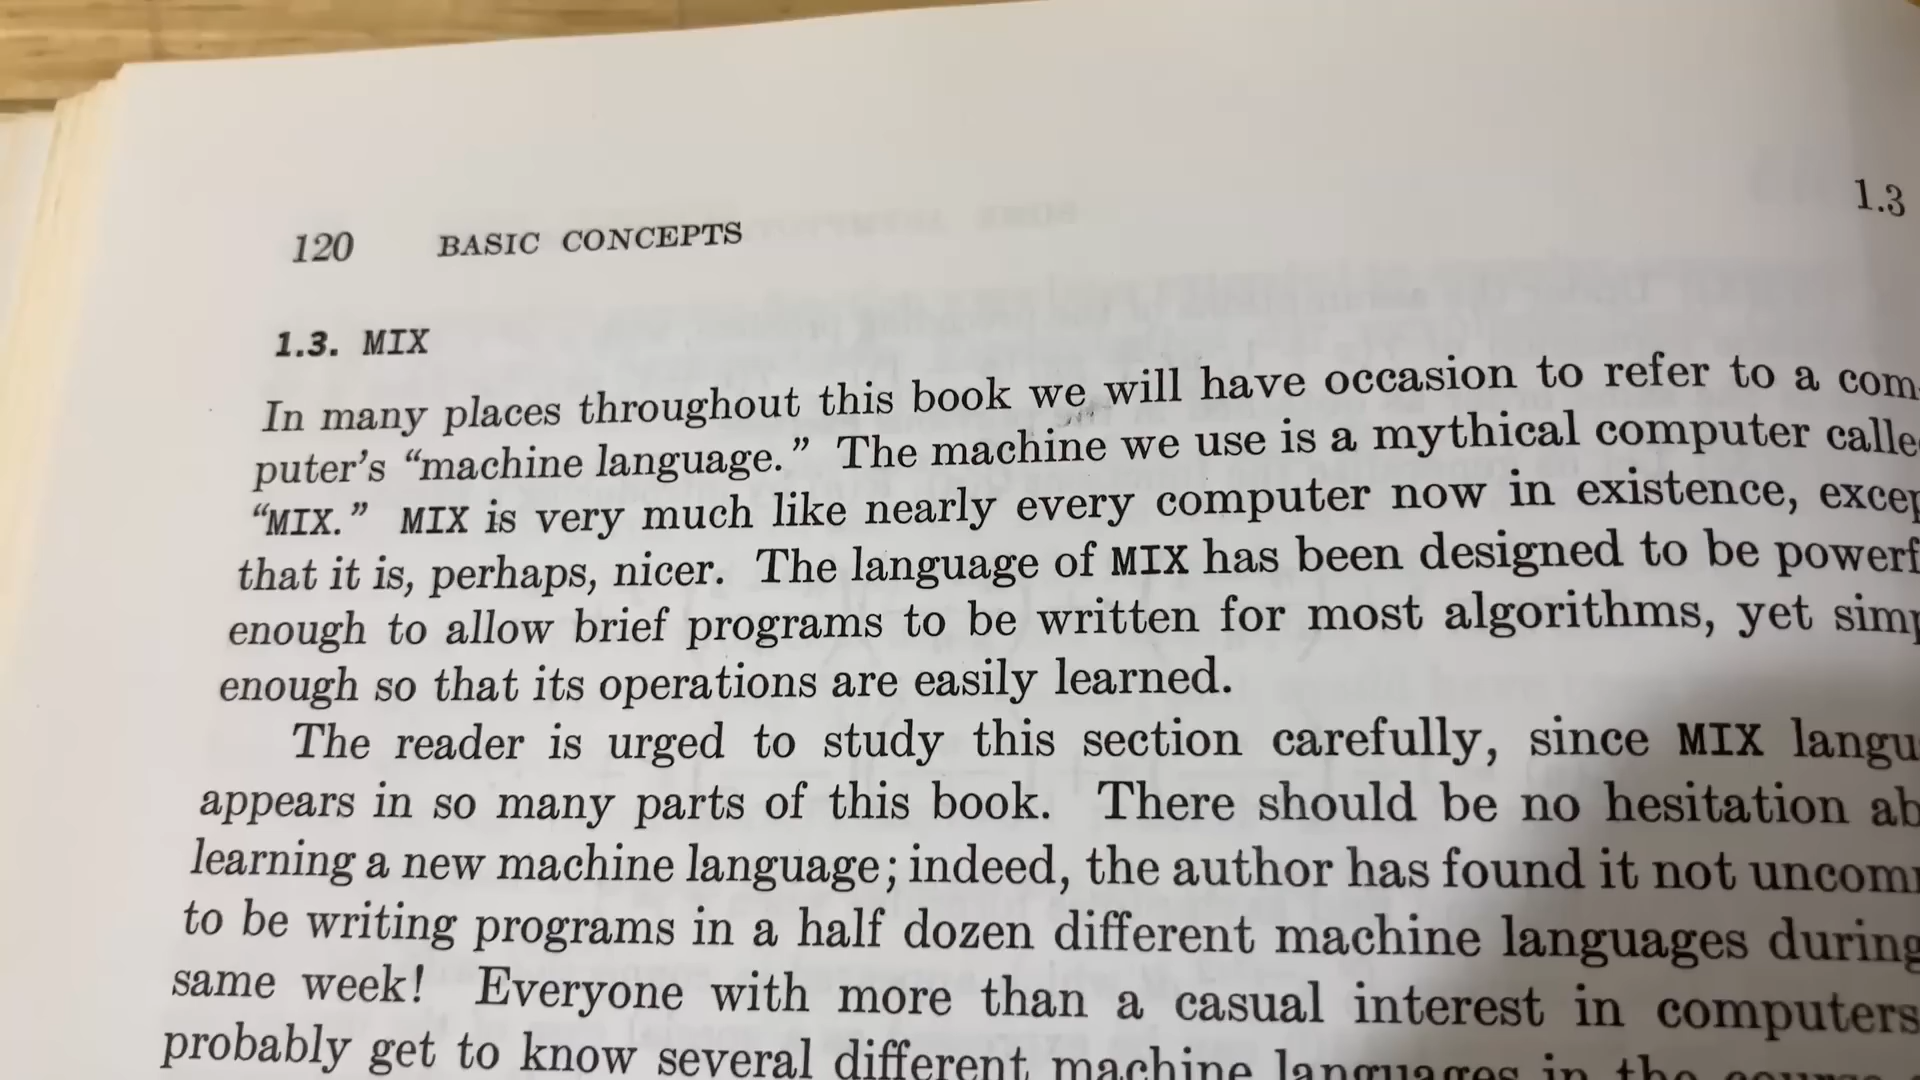 120 BASIC CONCEPTS 1.3
1.3. MIX
In many places throughout this book we will have occasion to refer to a com-
puter's “machine language.” The machine we use is a mythical computer
“MIX.” MIX is very much like nearly every computer now in existence,
that it is, perhaps, nicer. The language of MIX has been designed to be
enough to allow brief programs to be written for most algorithms, yet
enough so that its operations are easily learned.
The reader is urged to study this section carefully, since MIX
appears in so many parts of this book. There should be no hesitation
learning a new machine language; indeed, the author has found it not
to be writing programs in a half dozen different machine languages during
same week! Everyone with more than a casual interest in computers
probably get to know several different machine languages in the